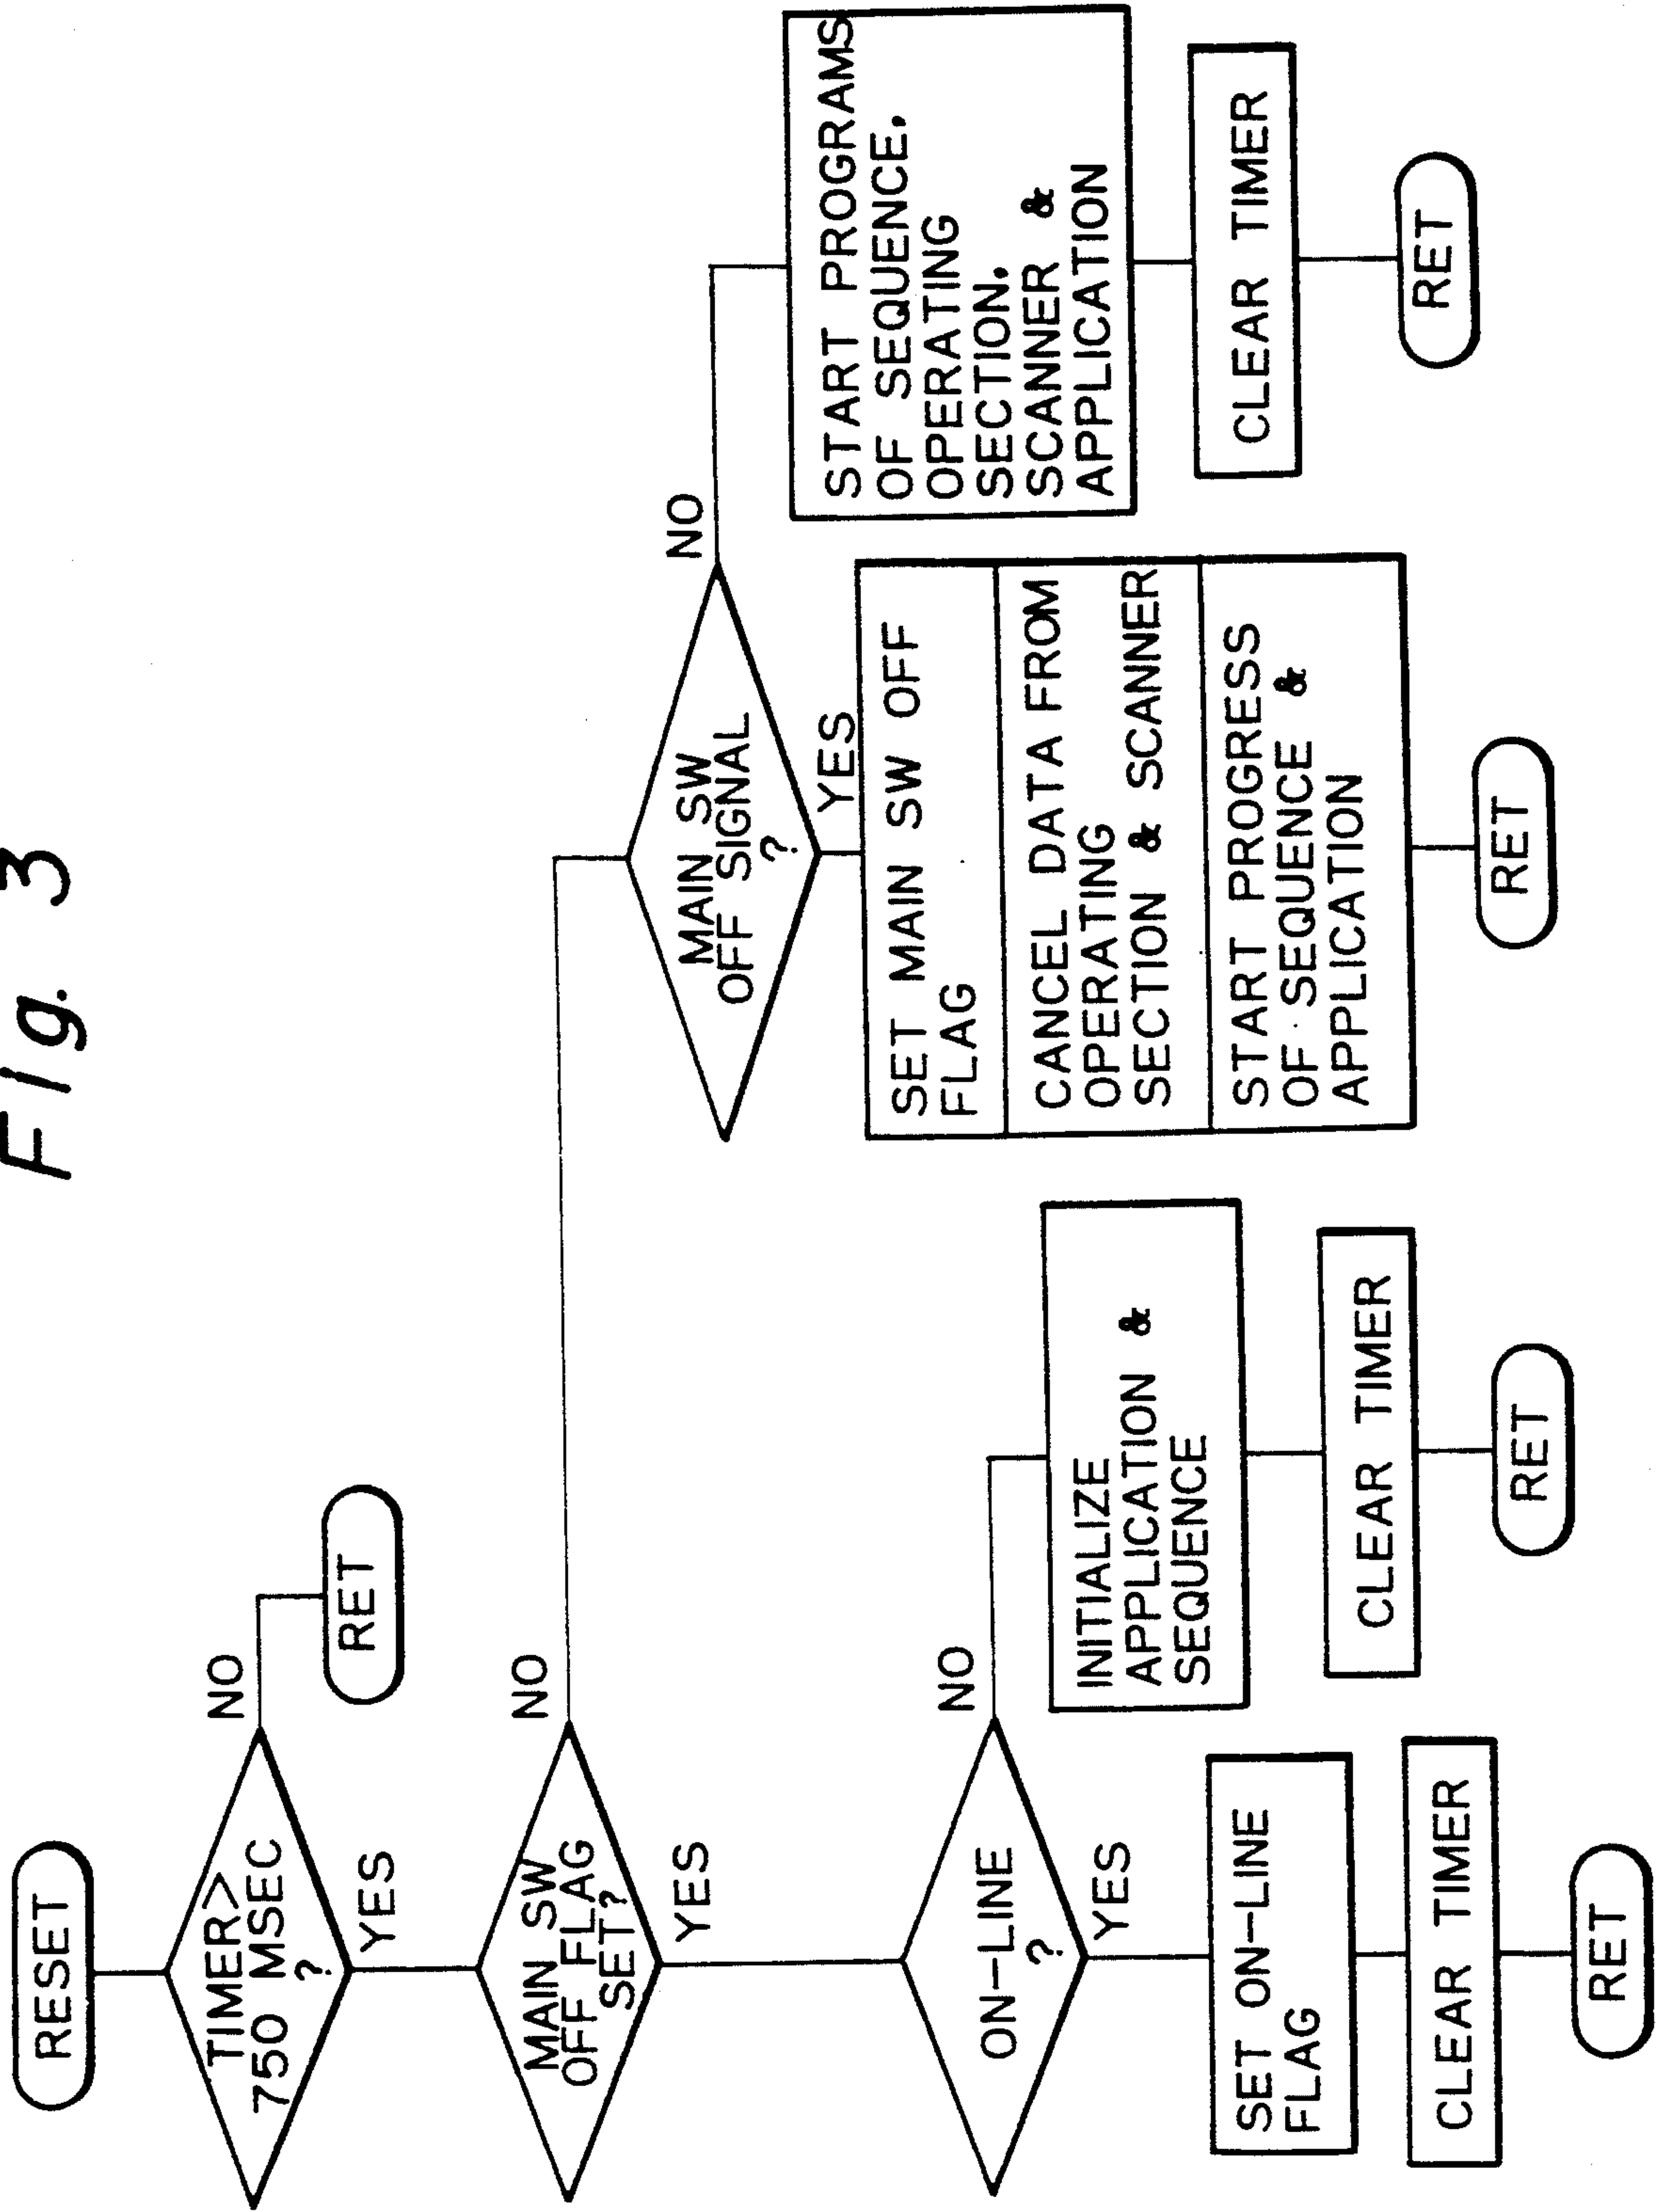 Fig. 3
RESET
TIMER>
750 MSEC
?
NO
RET
YES
MAIN SW
OFF FLAG
SET?
NO
YES
MAIN SW
OFF SIGNAL
?
NO
YES
START PROGRAMS
OF SEQUENCE.
OPERATING
SECTION.
SCANNER &
APPLICATION
CLEAR TIMER
RET
SET MAIN SW OFF
FLAG
CANCEL DATA FROM
OPERATING
SECTION & SCANNER
START PROGRESS
OF SEQUENCE &
APPLICATION
RET
ON-LINE
?
NO
YES
INITIALIZE
APPLICATION &
SEQUENCE
CLEAR TIMER
RET
SET ON-LINE
FLAG
CLEAR TIMER
RET